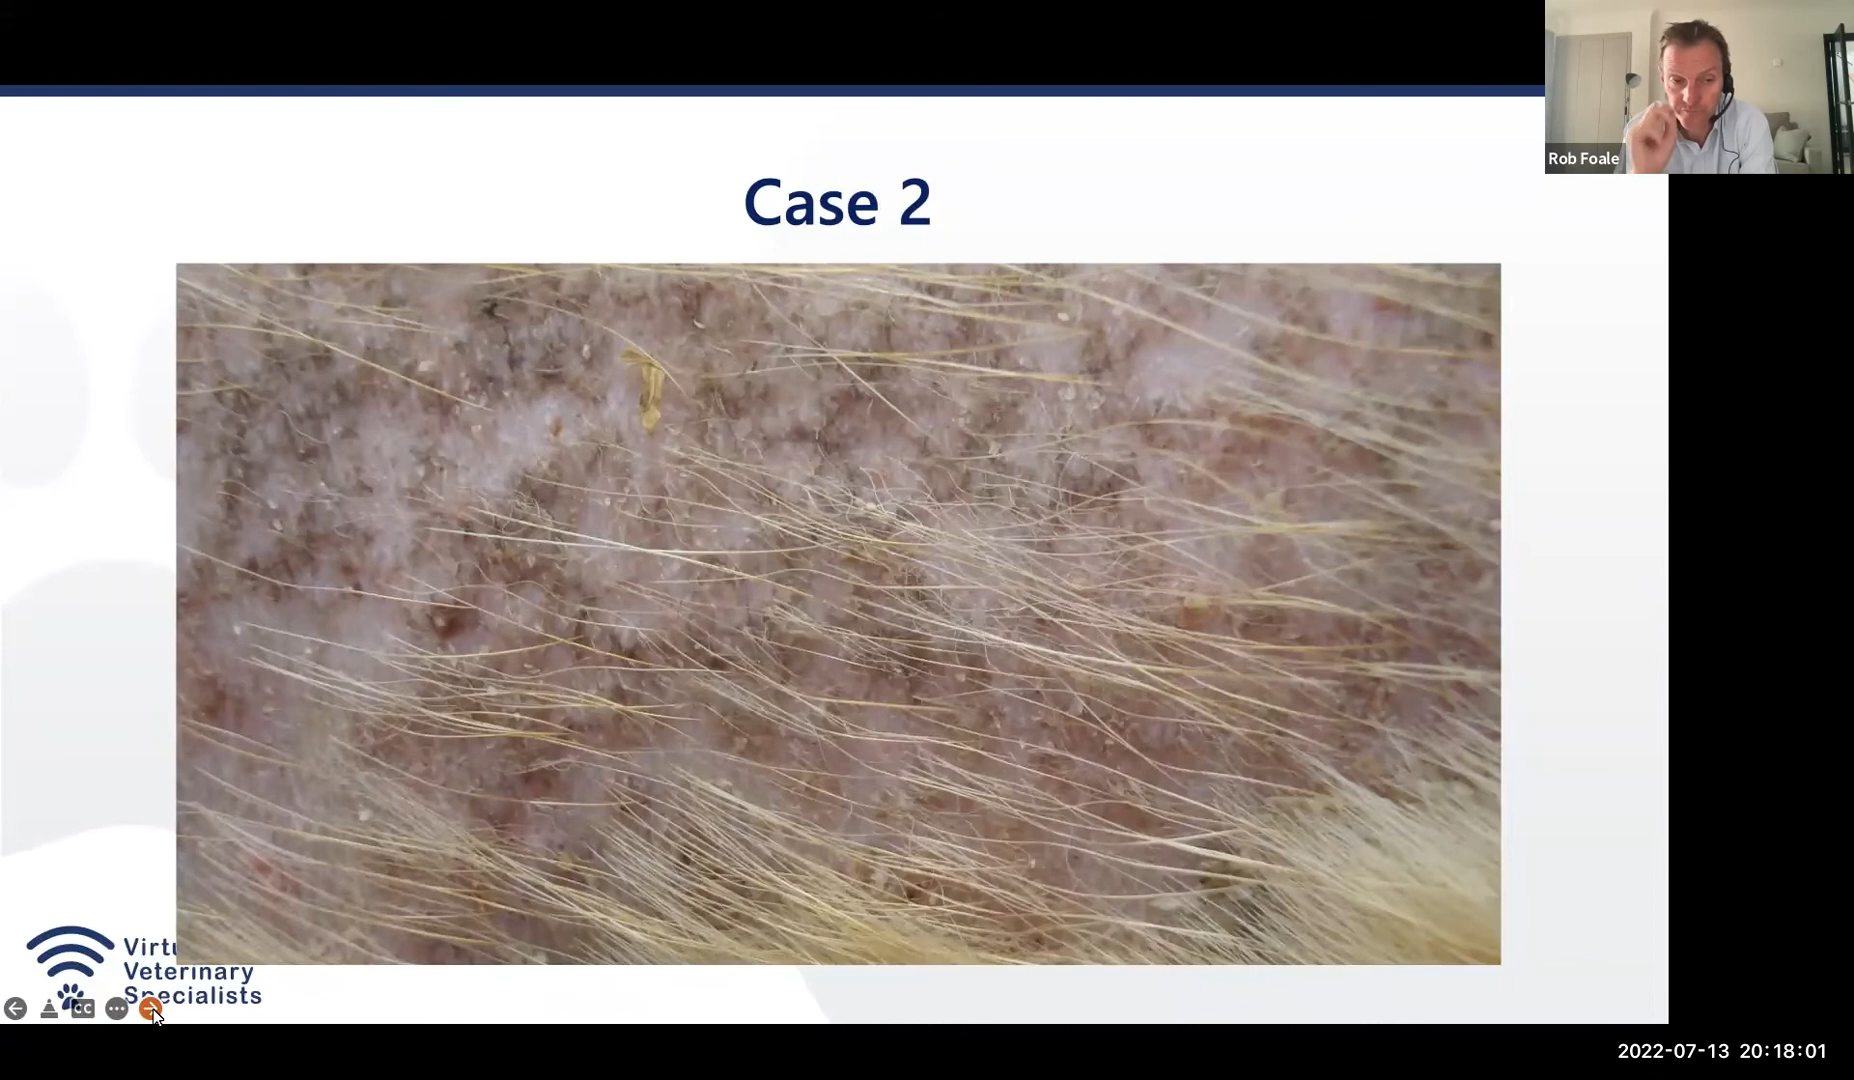 Case 2
Rob Foale
Virtu
Veterinary
Specialists
CC
2022-07-13 20:18:01